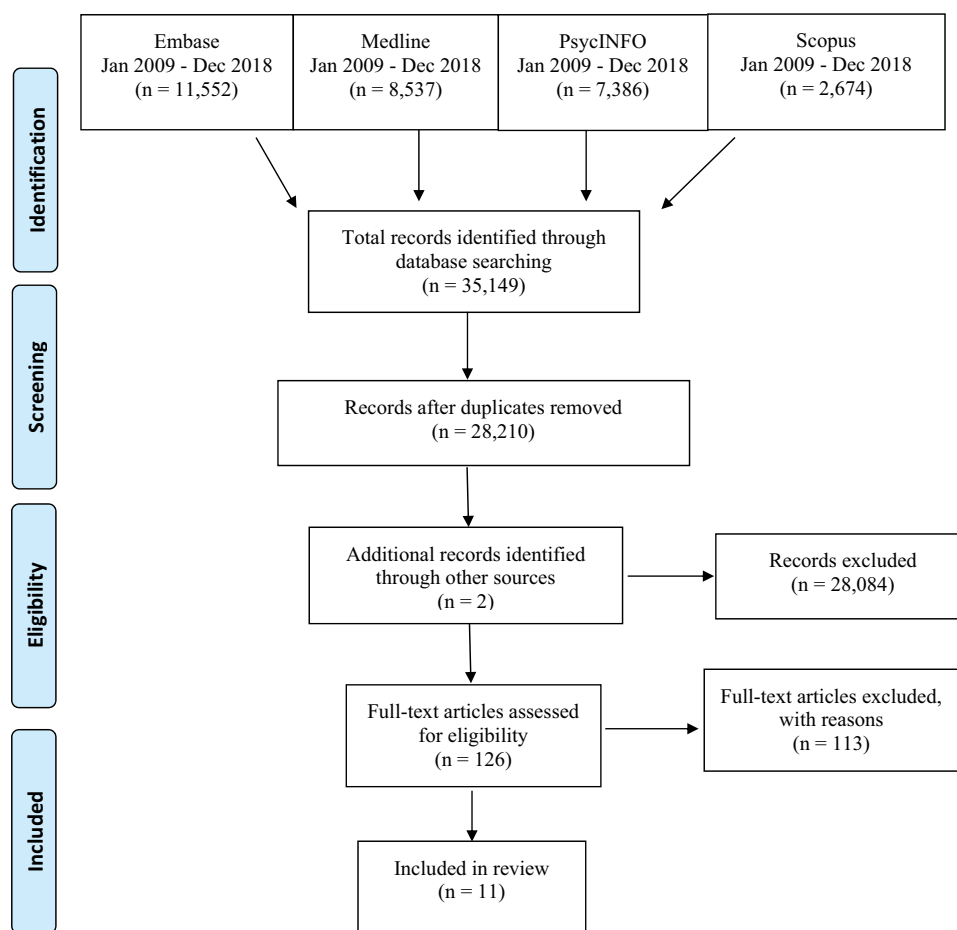 Embase
Jan 2009 - Dec 2018
(n = 11,552)
Medline
Jan 2009 - Dec 2018
(n = 8,537)
PsycINFO
Jan 2009 - Dec 2018
(n = 7,386)
Scopus
Jan 2009 - Dec 2018
(n = 2,674)
Identification
Total records identified through
database searching
(n = 35,149)
Screening
Records after duplicates removed
(n = 28,210)
Eligibility
Additional records identified
through other sources
(n = 2)
Records excluded
(n = 28,084)
Full-text articles assessed
for eligibility
(n = 126)
Full-text articles excluded,
with reasons
(n = 113)
Included
Included in review
(n = 11)